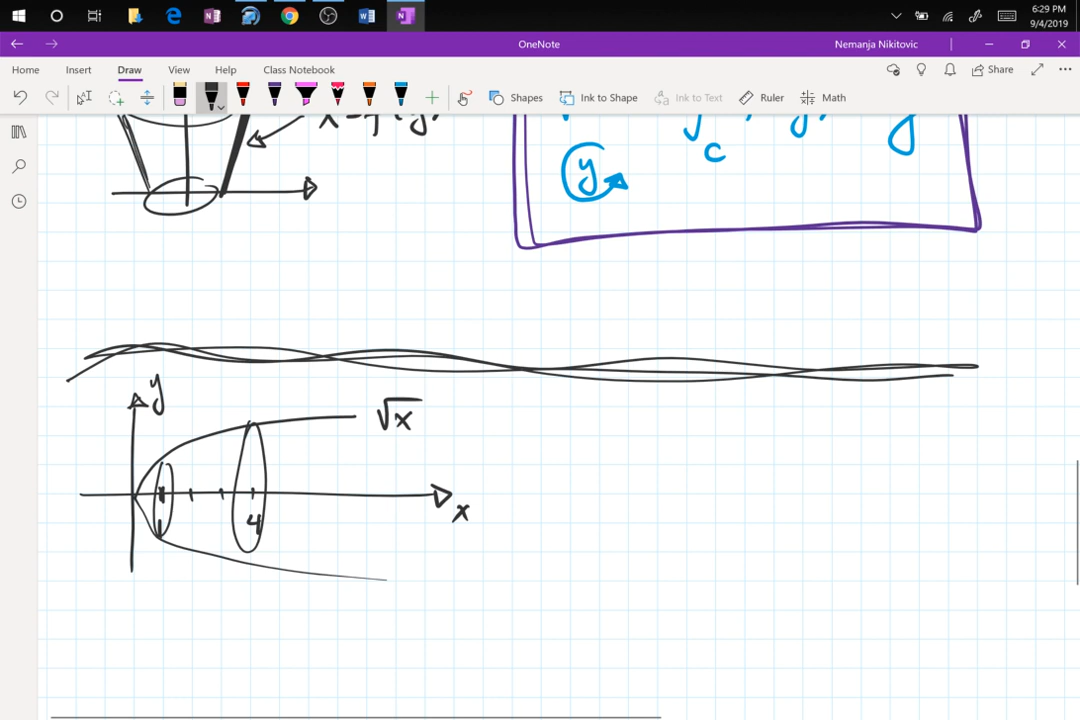 6:29 PM
9/4/2019
OneNote
Nemanja Nikitovic
Home Insert Draw View Help Class Notebook Share
Shapes Ink to Shape Ink to Text Ruler Math
c
y
y
√x
1
4
x